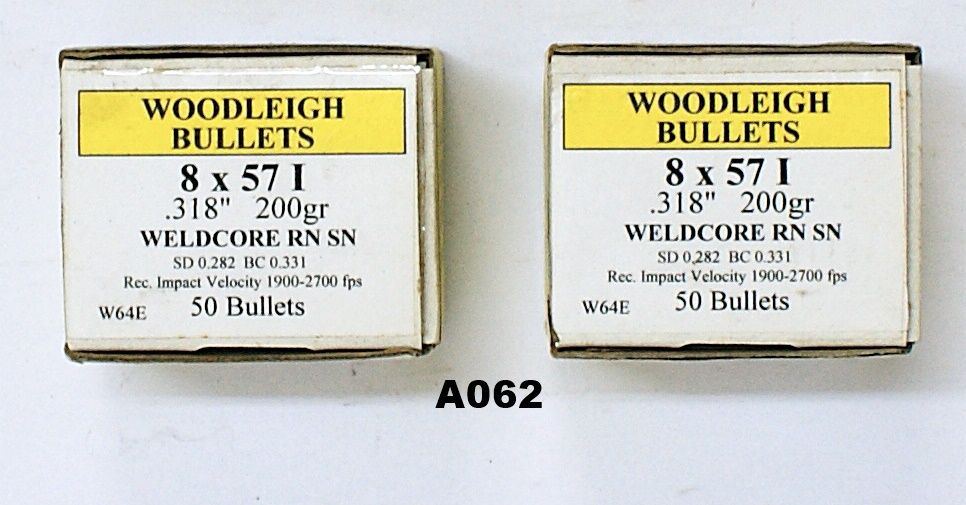 WOODLEIGH
BULLETS
8 x 57 I
.318" 200gr
WELDCORE RN SN
SD 0.282 BC 0.331
Rec. Impact Velocity 1900-2700 fps
W64E 50 Bullets
WOODLEIGH
BULLETS
8 x 57 I
.318" 200gr
WELDCORE RN SN
SD 0.282 BC 0.331
Rec. Impact Velocity 1900-2700 fps
W64E 50 Bullets
A062